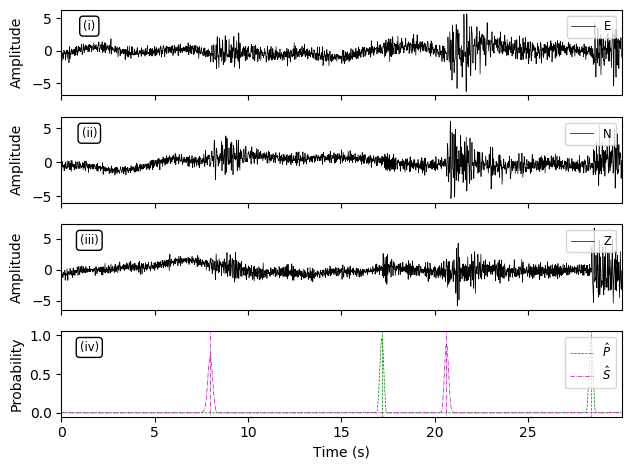 Amplitude
5
0
−5
(i)
E
Amplitude
5
0
−5
(ii)
N
Amplitude
5
0
−5
(iii)
Z
Probability
1.0
0.5
0.0
(iv)
P̂
Ŝ
0 5 10 15 20 25
Time (s)